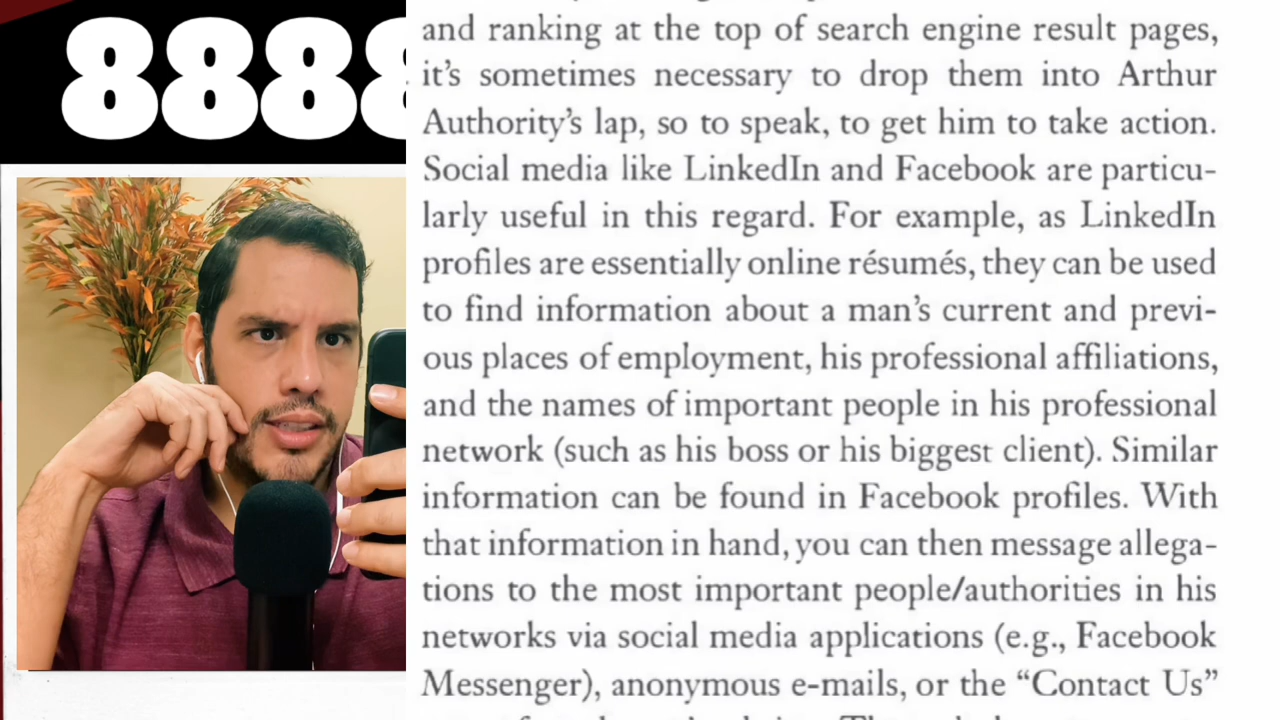 8888
and ranking at the top of search engine result pages,
it's sometimes necessary to drop them into Arthur
Authority's lap, so to speak, to get him to take action.
Social media like LinkedIn and Facebook are particu-
larly useful in this regard. For example, as LinkedIn
profiles are essentially online résumés, they can be used
to find information about a man's current and previ-
ous places of employment, his professional affiliations,
and the names of important people in his professional
network (such as his boss or his biggest client). Similar
information can be found in Facebook profiles. With
that information in hand, you can then message allega-
tions to the most important people/authorities in his
networks via social media applications (e.g., Facebook
Messenger), anonymous e-mails, or the “Contact Us”